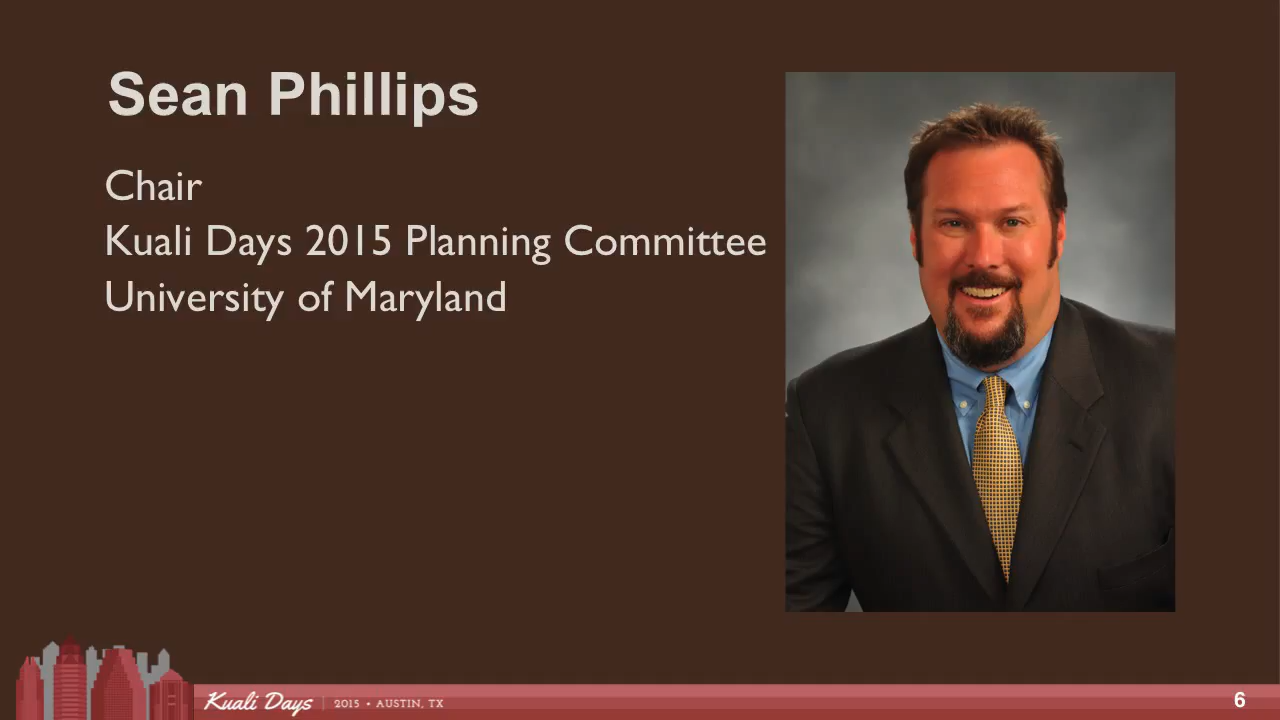 Sean Phillips
Chair
Kuali Days 2015 Planning Committee
University of Maryland
Kuali Days | 2015 • AUSTIN, TX
6